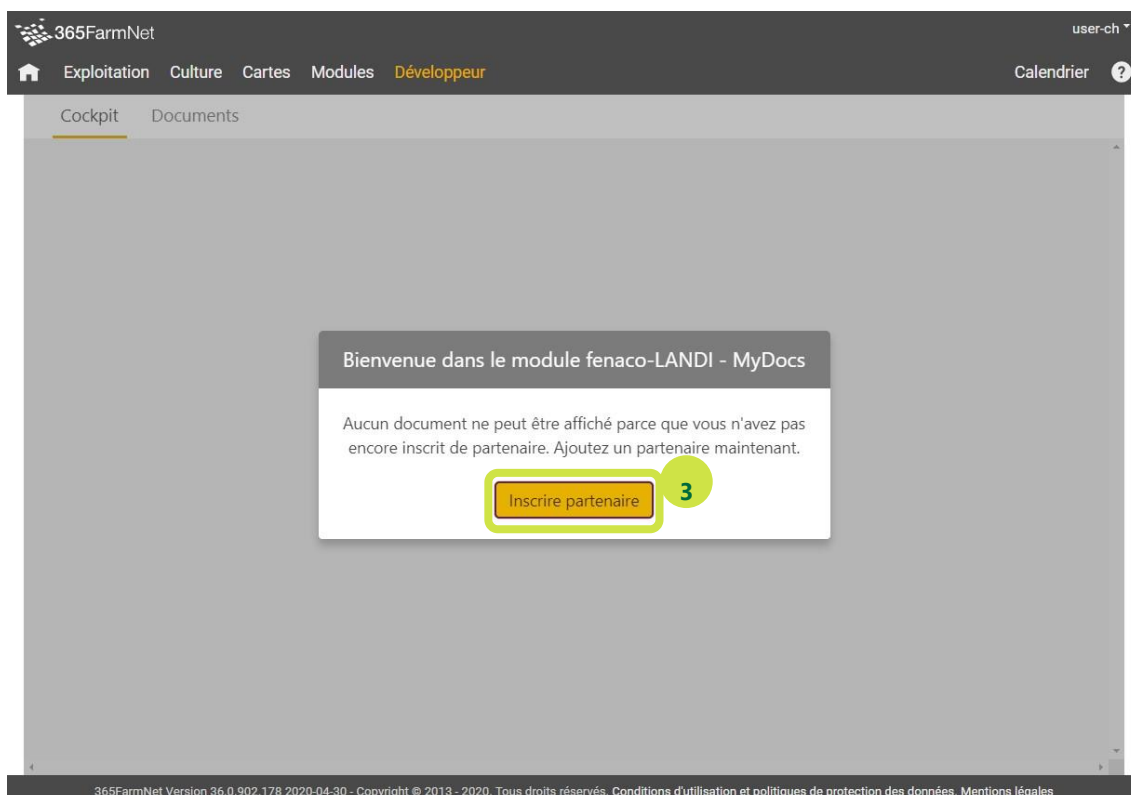 365FarmNet
user-ch
Exploitation Culture Cartes Modules Développeur Calendrier ?
Cockpit Documents
Bienvenue dans le module fenaco-LANDI - MyDocs
Aucun document ne peut être affiché parce que vous n'avez pas
encore inscrit de partenaire. Ajoutez un partenaire maintenant.
Inscrire partenaire
3
365FarmNet Version 36.0.902.178 2020-04-30 - Copyright © 2013 - 2020. Tous droits réservés. Conditions d'utilisation et politiques de protection des données. Mentions légales